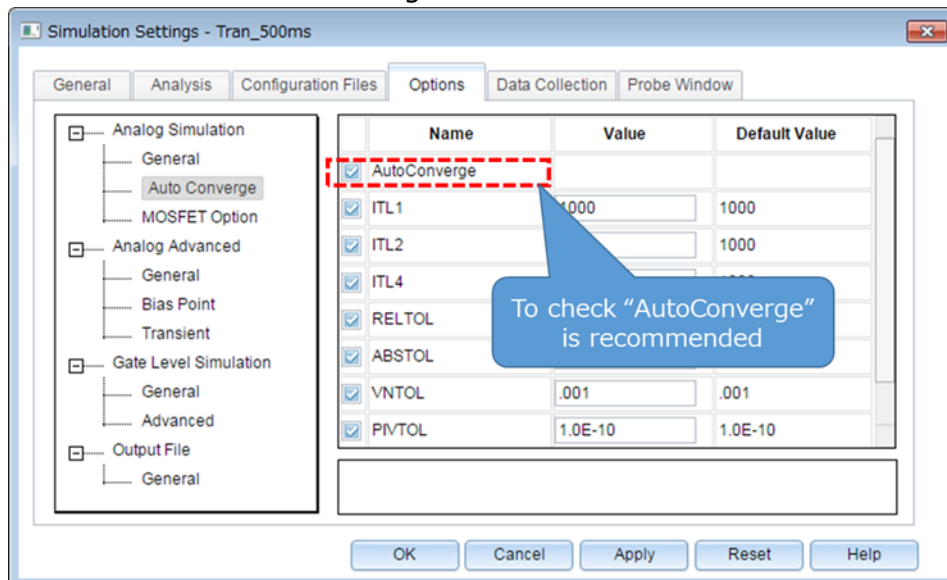 Simulation Settings - Tran_500ms
General Analysis Configuration Files Options Data Collection Probe Window
Analog Simulation
General
Auto Converge
MOSFET Option
Analog Advanced
General
Bias Point
Transient
Gate Level Simulation
General
Advanced
Output File
General
Name Value Default Value
AutoConverge
ITL1 1000 1000
ITL2 1000
ITL4
RELTOL
ABSTOL
VNTOL .001 .001
PIVTOL 1.0E-10 1.0E-10
To check “AutoConverge”
is recommended
OK Cancel Apply Reset Help